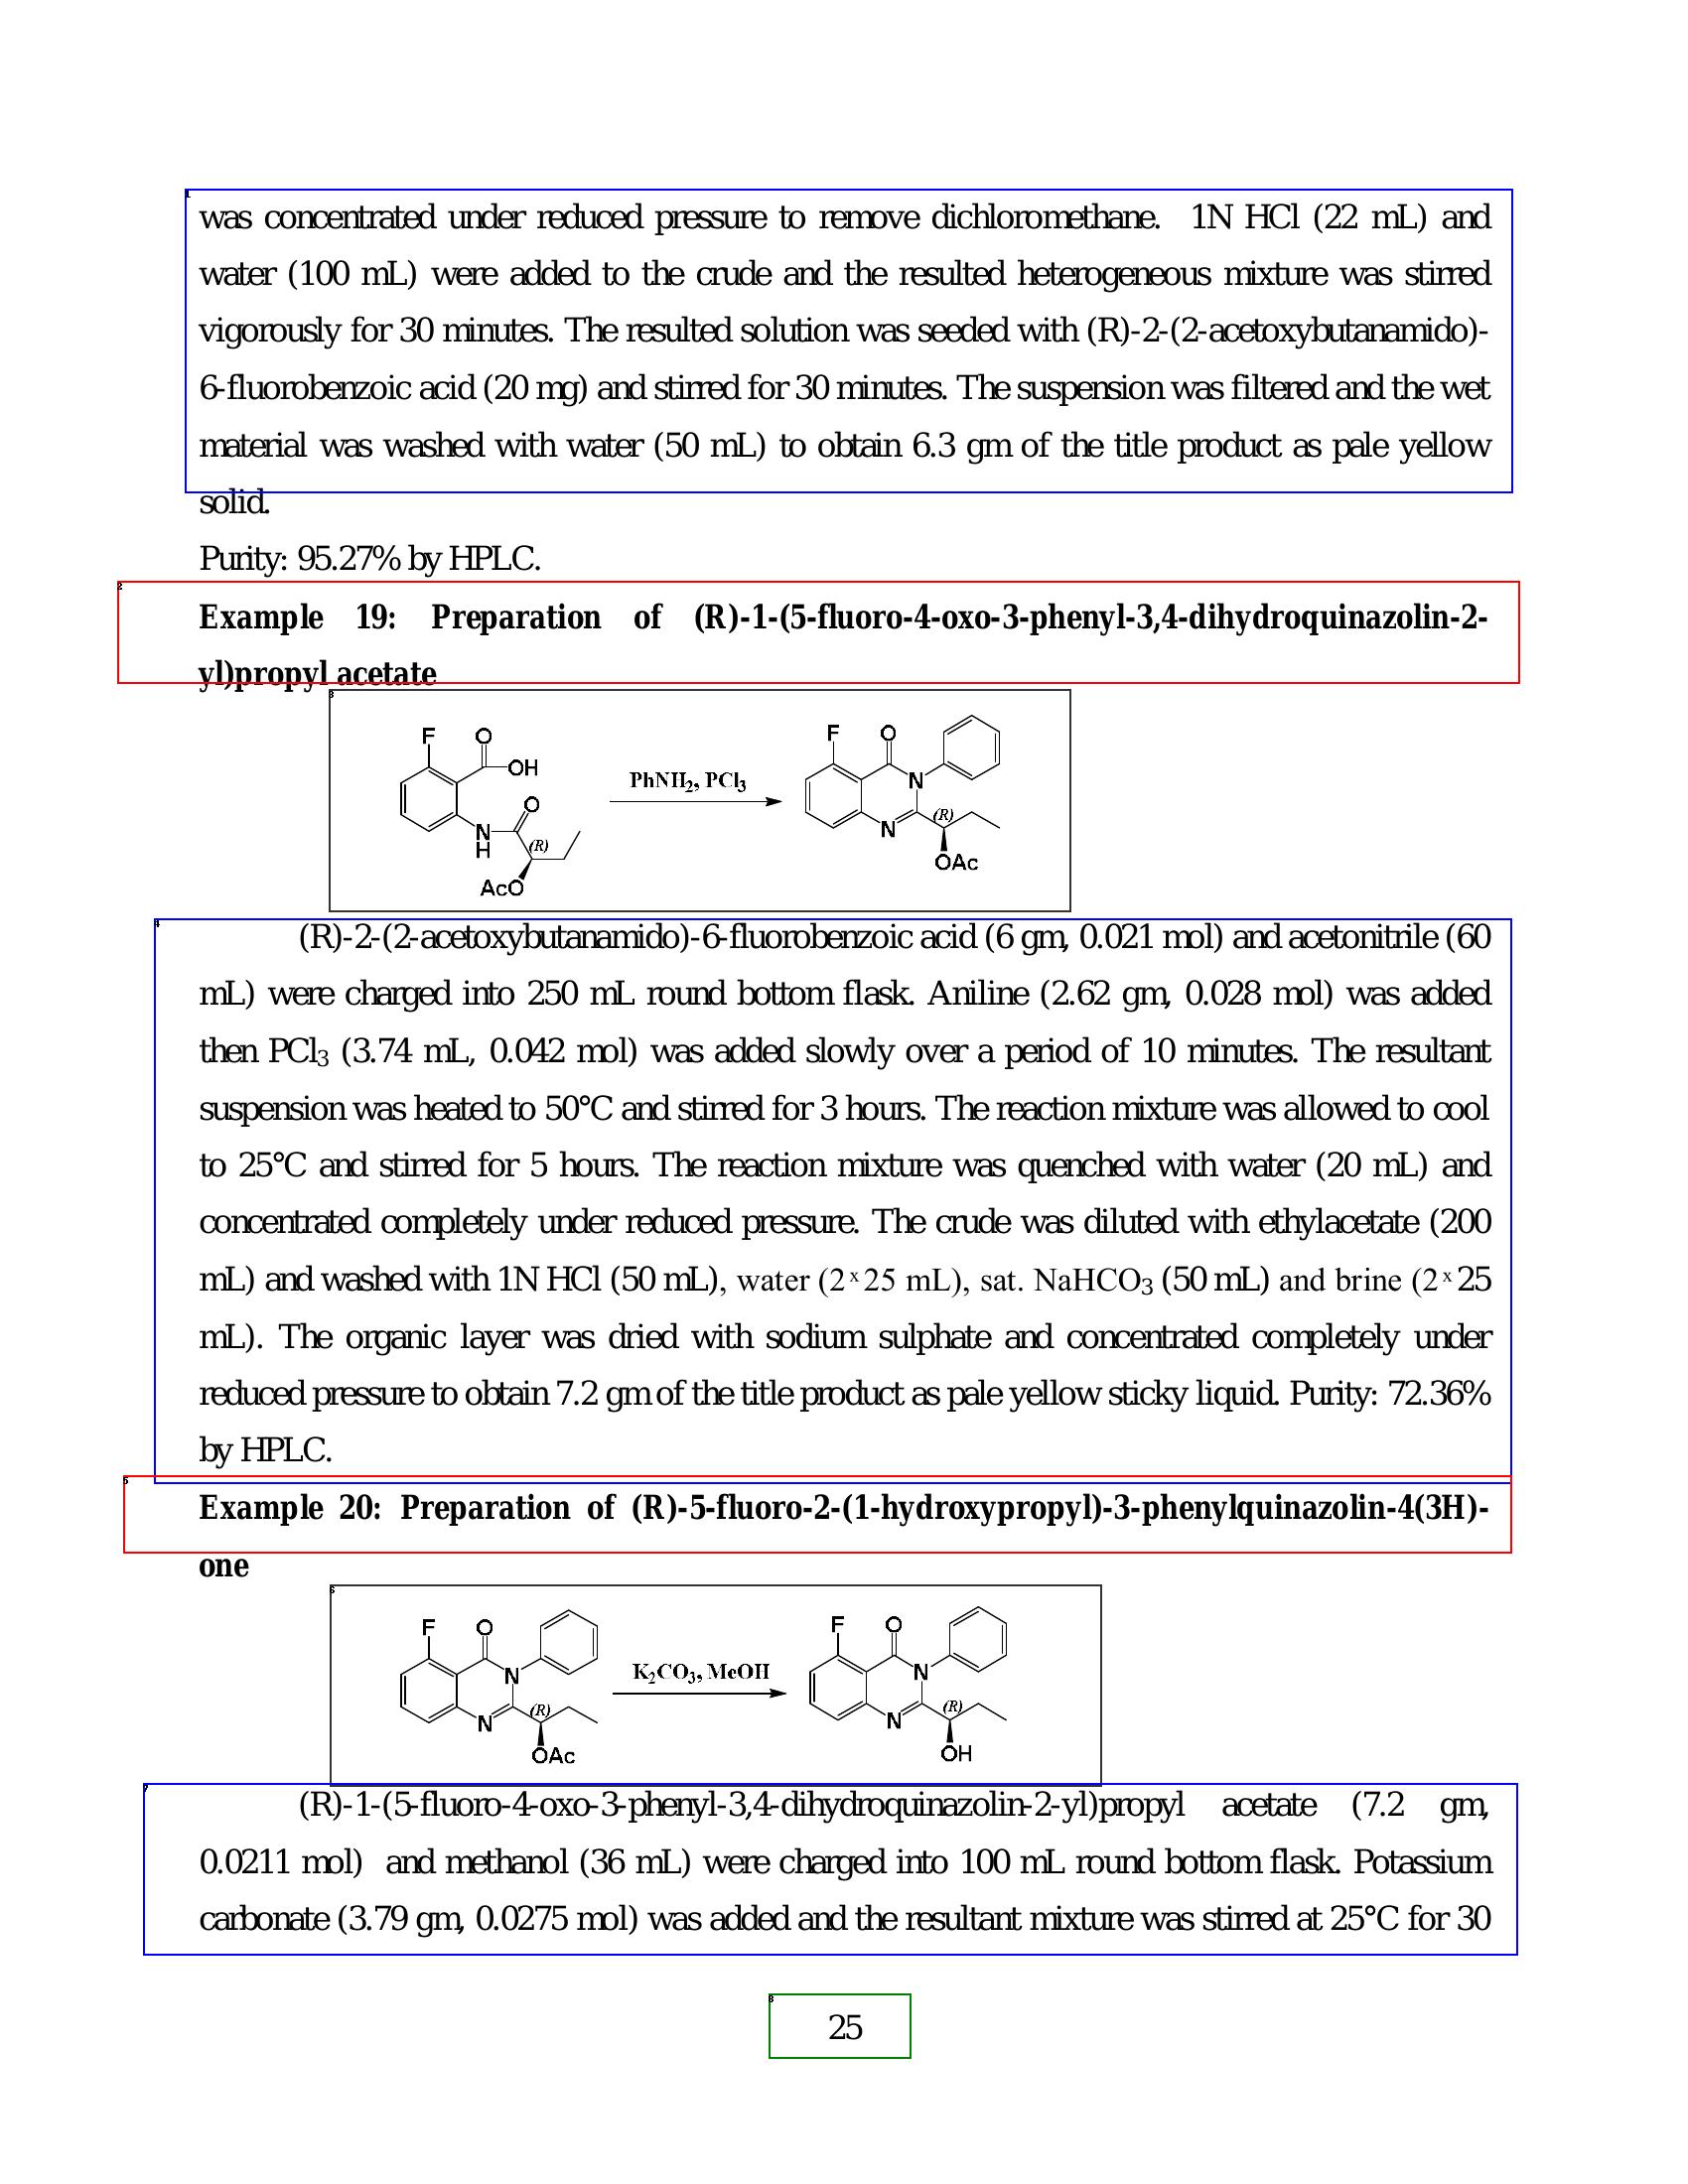 was concentrated under reduced pressure to remove dichloromethane. 1N HCl (22 mL) and
water (100 mL) were added to the crude and the resulted heterogeneous mixture was stirred
vigorously for 30 minutes. The resulted solution was seeded with (R)-2-(2-acetoxybutanamido)-
6-fluorobenzoic acid (20 mg) and stirred for 30 minutes. The suspension was filtered and the wet
material was washed with water (50 mL) to obtain 6.3 gm of the title product as pale yellow
solid.
Purity: 95.27% by HPLC.
Example 19: Preparation of (R)-1-(5-fluoro-4-oxo-3-phenyl-3,4-dihydroquinazolin-2-
yl)propyl acetate
F O OH O N H (R) AcO
PhNH₂, PCl₃
F O N N (R) OAc
(R)-2-(2-acetoxybutanamido)-6-fluorobenzoic acid (6 gm, 0.021 mol) and acetonitrile (60
mL) were charged into 250 mL round bottom flask. Aniline (2.62 gm, 0.028 mol) was added
then PCl₃ (3.74 mL, 0.042 mol) was added slowly over a period of 10 minutes. The resultant
suspension was heated to 50°C and stirred for 3 hours. The reaction mixture was allowed to cool
to 25°C and stirred for 5 hours. The reaction mixture was quenched with water (20 mL) and
concentrated completely under reduced pressure. The crude was diluted with ethylacetate (200
mL) and washed with 1N HCl (50 mL), water (2 x 25 mL), sat. NaHCO₃ (50 mL) and brine (2 x 25
mL). The organic layer was dried with sodium sulphate and concentrated completely under
reduced pressure to obtain 7.2 gm of the title product as pale yellow sticky liquid. Purity: 72.36%
by HPLC.
Example 20: Preparation of (R)-5-fluoro-2-(1-hydroxypropyl)-3-phenylquinazolin-4(3H)-
one
F O N N (R) OAc
K₂CO₃, MeOH
F O N N (R) OH
(R)-1-(5-fluoro-4-oxo-3-phenyl-3,4-dihydroquinazolin-2-yl)propyl acetate (7.2 gm,
0.0211 mol) and methanol (36 mL) were charged into 100 mL round bottom flask. Potassium
carbonate (3.79 gm, 0.0275 mol) was added and the resultant mixture was stirred at 25°C for 30
25